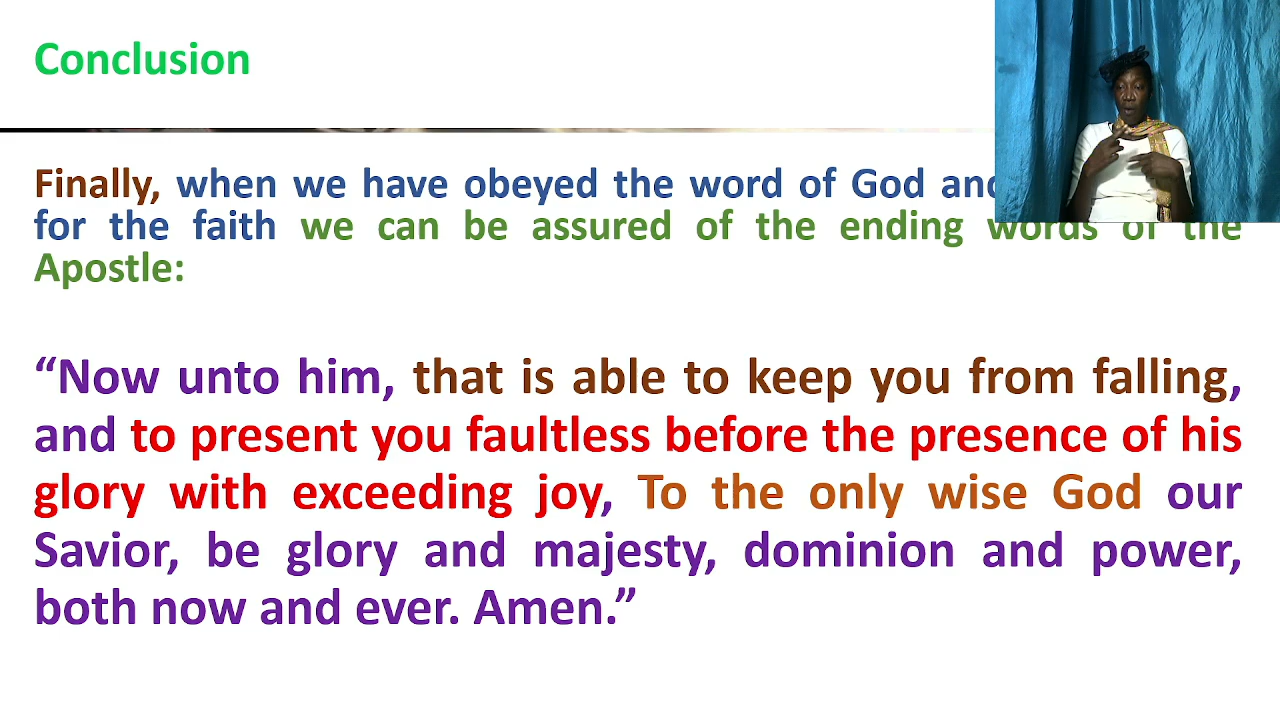 Conclusion
Finally, when we have obeyed the word of God and
for the faith we can be assured of the ending words of the
Apostle:
“Now unto him, that is able to keep you from falling,
and to present you faultless before the presence of his
glory with exceeding joy, To the only wise God our
Savior, be glory and majesty, dominion and power,
both now and ever. Amen.”